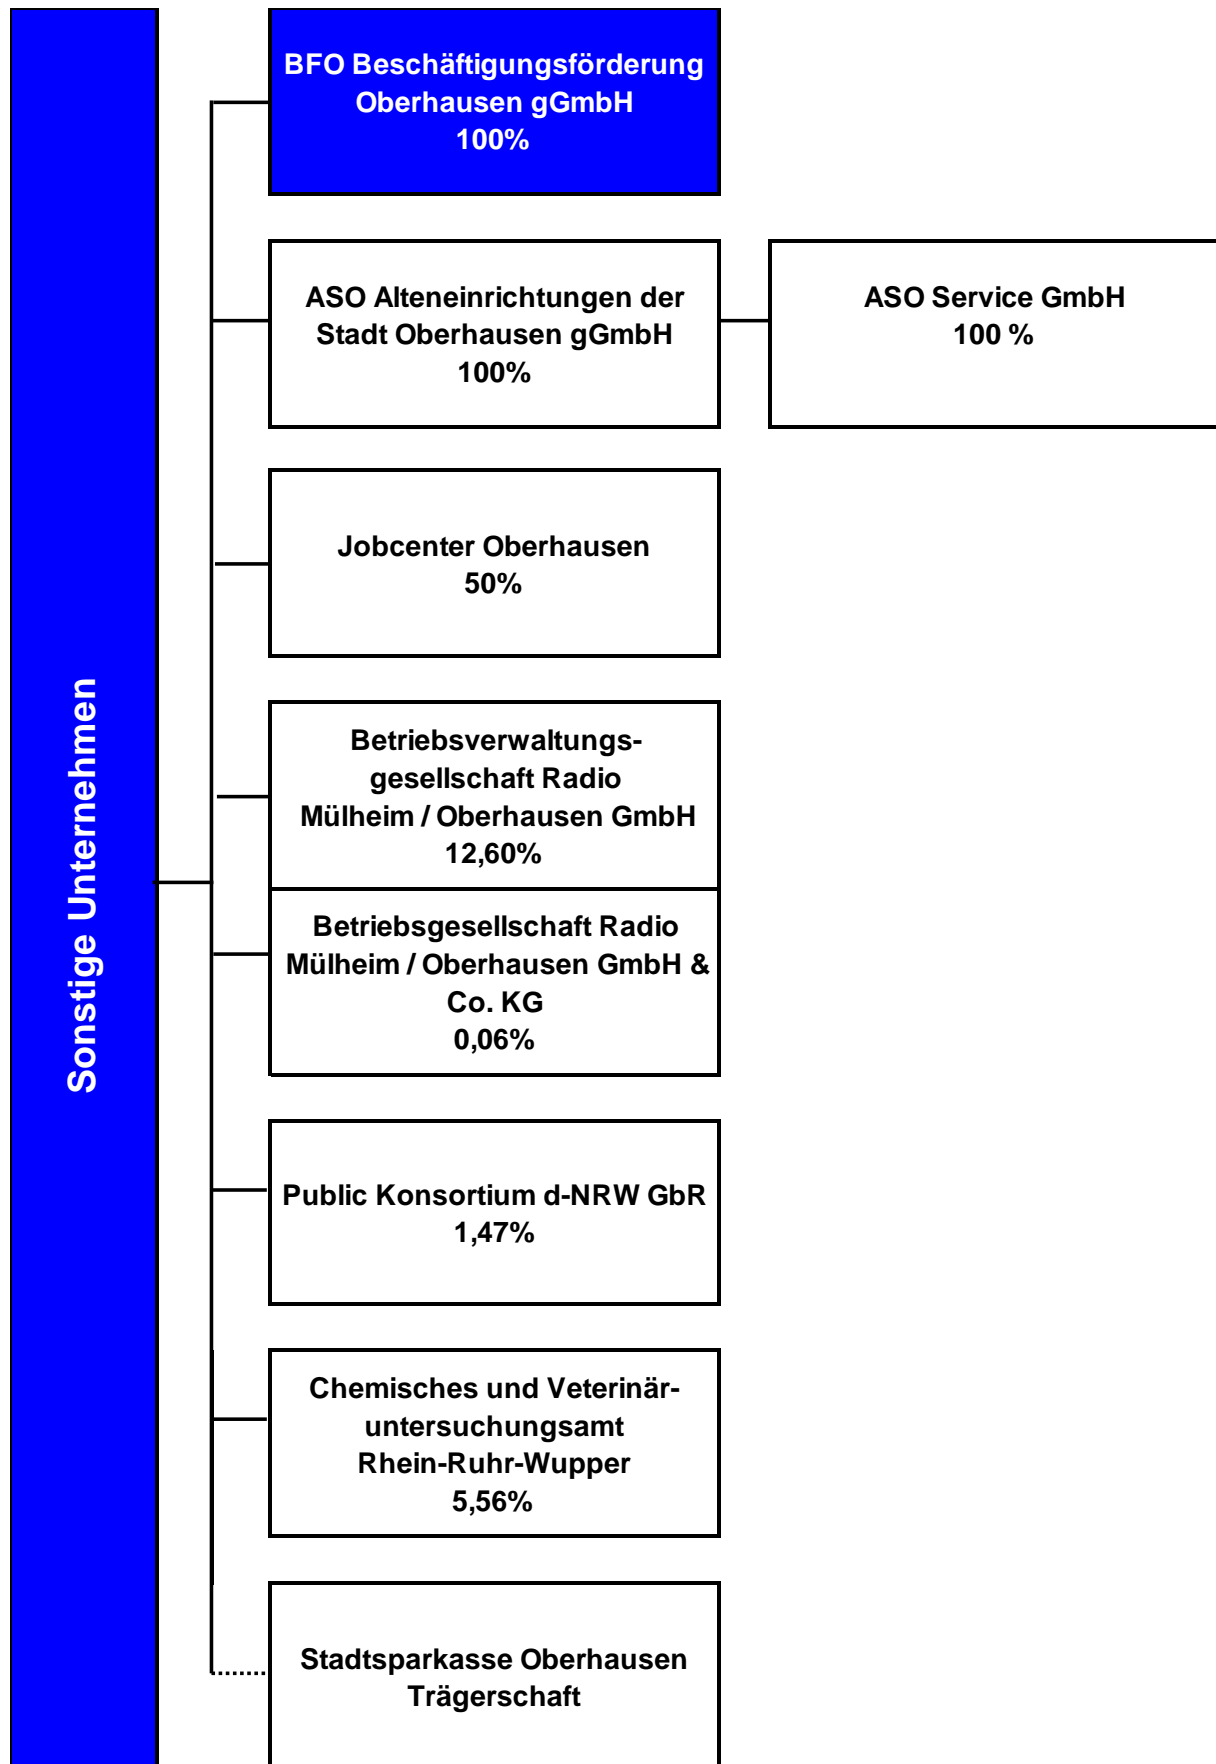 Sonstige Unternehmen
BFO Beschäftigungsförderung
Oberhausen gGmbH
100%
ASO Alteneinrichtungen der
Stadt Oberhausen gGmbH
100%
ASO Service GmbH
100 %
Jobcenter Oberhausen
50%
Betriebsverwaltungs-
gesellschaft Radio
Mülheim / Oberhausen GmbH
12,60%
Betriebsgesellschaft Radio
Mülheim / Oberhausen GmbH &
Co. KG
0,06%
Public Konsortium d-NRW GbR
1,47%
Chemisches und Veterinär-
untersuchungsamt
Rhein-Ruhr-Wupper
5,56%
Stadtsparkasse Oberhausen
Trägerschaft